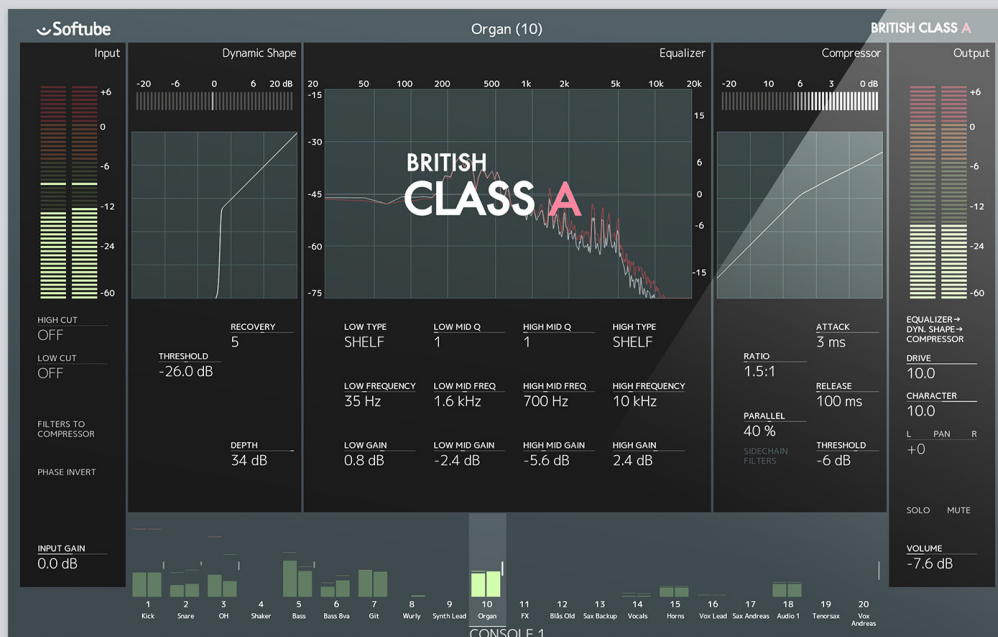 Softube
Organ (10)
BRITISH CLASS A
Input
Dynamic Shape
Equalizer
Compressor
Output
+6
0
-6
-12
-24
-60
-20 -6 0 6 20 dB
20 50 100 200 500 1k 2k 5k 10k 20k
-15
-30
-45
-60
-75
15
6
0
-6
-15
BRITISH
CLASS A
-20 10 6 3 0 dB
+6
0
-6
-12
-24
-60
HIGH CUT
OFF
LOW CUT
OFF
FILTERS TO
COMPRESSOR
PHASE INVERT
INPUT GAIN
0.0 dB
RECOVERY
5
THRESHOLD
-26.0 dB
DEPTH
34 dB
LOW TYPE
SHELF
LOW MID Q
1
HIGH MID Q
1
HIGH TYPE
SHELF
LOW FREQUENCY
35 Hz
LOW MID FREQ
1.6 kHz
HIGH MID FREQ
700 Hz
HIGH FREQUENCY
10 kHz
LOW GAIN
0.8 dB
LOW MID GAIN
-2.4 dB
HIGH MID GAIN
-5.6 dB
HIGH GAIN
2.4 dB
ATTACK
3 ms
RATIO
1.5:1
RELEASE
100 ms
PARALLEL
40 %
SIDECHAIN
FILTERS
THRESHOLD
-6 dB
EQUALIZER→
DYN. SHAPE→
COMPRESSOR
DRIVE
10.0
CHARACTER
10.0
L PAN R
+0
SOLO MUTE
VOLUME
-7.6 dB
1 2 3 4 5 6 7 8 9 10 11 12 13 14 15 16 17 18 19 20
Kick Snare OH Shaker Bass Bass 8va Git Wurly Synth Lead Organ FX Blås Old Sax Backup Vocals Horns Vox Lead Sax Andreas Audio 1 Tenorsax Vox
Andreas
CONSOLE 1